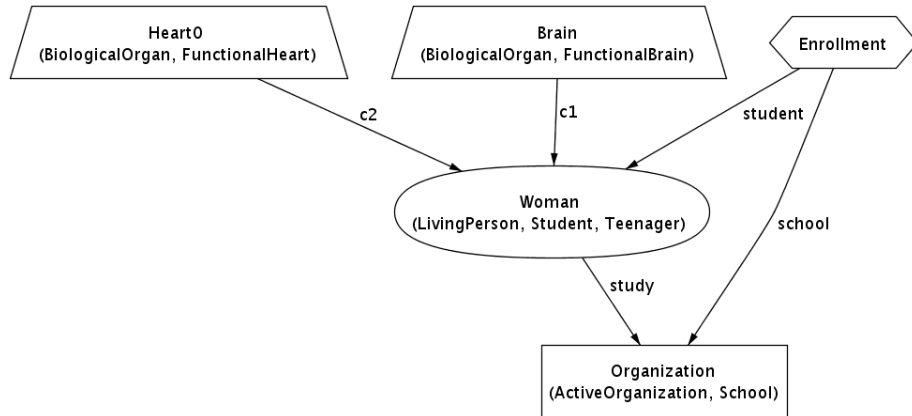 Heart0
(BiologicalOrgan, FunctionalHeart)
Brain
(BiologicalOrgan, FunctionalBrain)
Enrollment
c2
c1
student
Woman
(LivingPerson, Student, Teenager)
school
study
Organization
(ActiveOrganization, School)